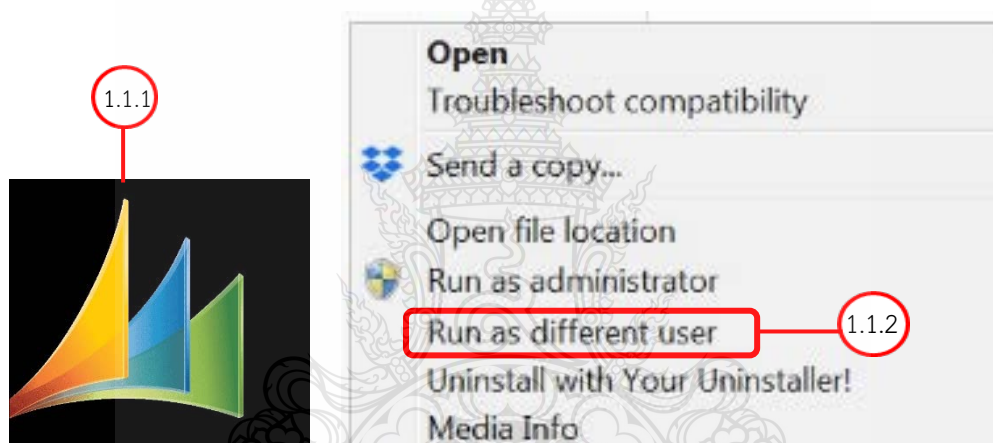 1.1.1
Open
Troubleshoot compatibility
Send a copy...
Open file location
Run as administrator
Run as different user
1.1.2
Uninstall with Your Uninstaller!
Media Info